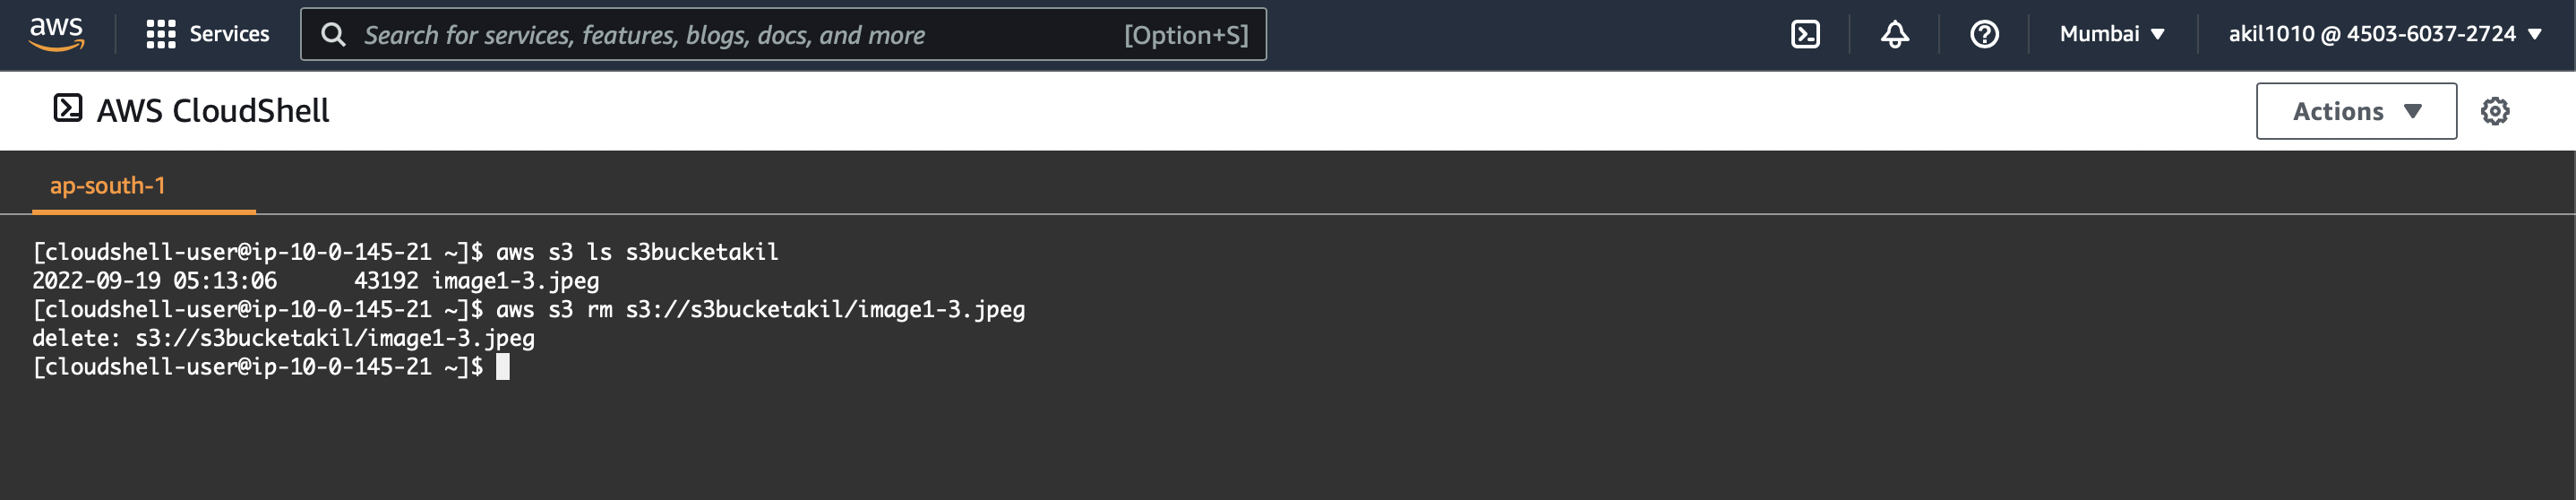 aws Services Search for services, features, blogs, docs, and more [Option+S] Mumbai akil1010 @ 4503-6037-2724
AWS CloudShell Actions
ap-south-1
[cloudshell-user@ip-10-0-145-21 ~]$ aws s3 ls s3bucketakil
2022-09-19 05:13:06      43192 image1-3.jpeg
[cloudshell-user@ip-10-0-145-21 ~]$ aws s3 rm s3://s3bucketakil/image1-3.jpeg
delete: s3://s3bucketakil/image1-3.jpeg
[cloudshell-user@ip-10-0-145-21 ~]$